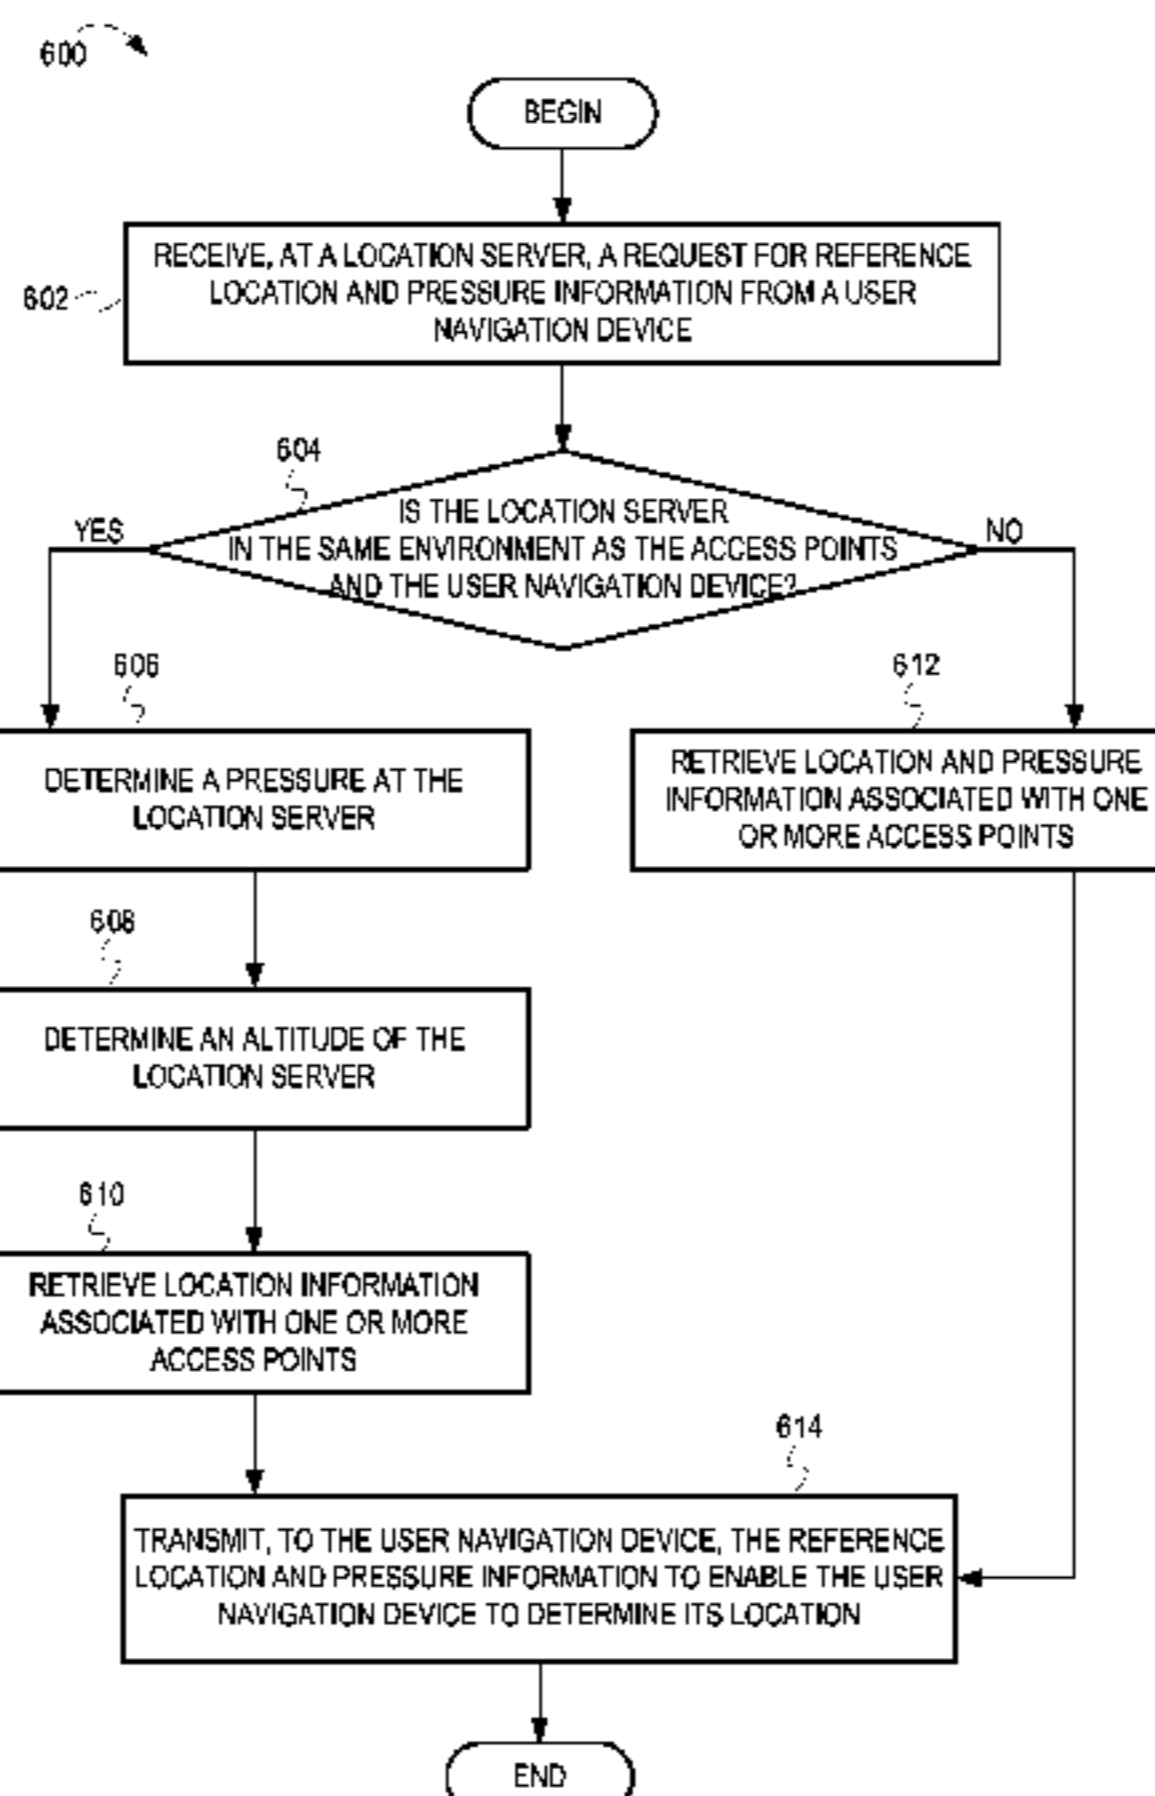 600
BEGIN
RECEIVE, AT A LOCATION SERVER, A REQUEST FOR REFERENCE
LOCATION AND PRESSURE INFORMATION FROM A USER
NAVIGATION DEVICE
602
604
IS THE LOCATION SERVER
IN THE SAME ENVIRONMENT AS THE ACCESS POINTS
AND THE USER NAVIGATION DEVICE?
YES
NO
606
DETERMINE A PRESSURE AT THE
LOCATION SERVER
608
DETERMINE AN ALTITUDE OF THE
LOCATION SERVER
610
RETRIEVE LOCATION INFORMATION
ASSOCIATED WITH ONE OR MORE
ACCESS POINTS
612
RETRIEVE LOCATION AND PRESSURE
INFORMATION ASSOCIATED WITH ONE
OR MORE ACCESS POINTS
614
TRANSMIT, TO THE USER NAVIGATION DEVICE, THE REFERENCE
LOCATION AND PRESSURE INFORMATION TO ENABLE THE USER
NAVIGATION DEVICE TO DETERMINE ITS LOCATION
END